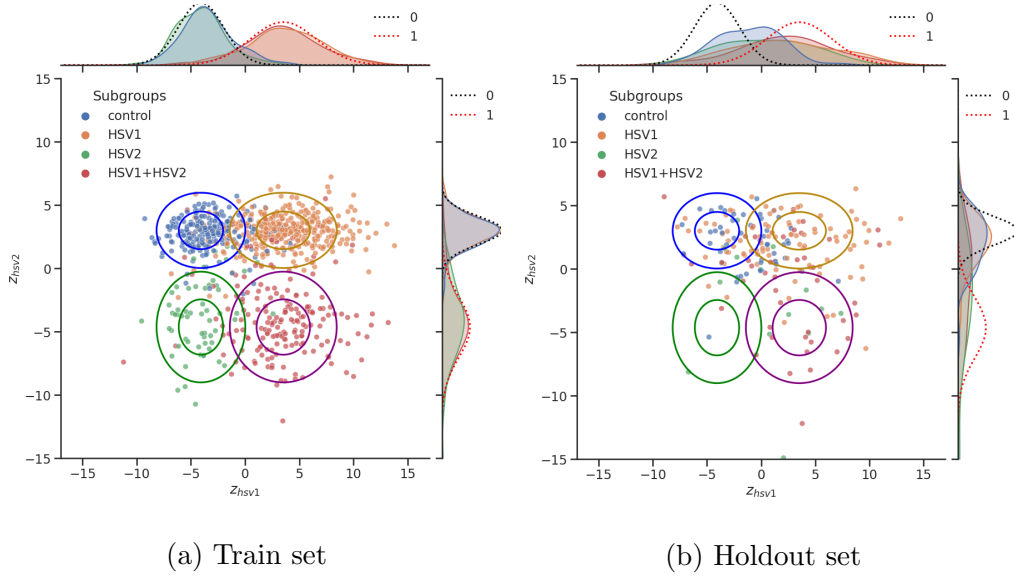 0
1
0
1
15
10
5
0
−5
−10
−15
Subgroups
control
HSV1
HSV2
HSV1+HSV2
0
1
z_hsv2
−15 −10 −5 0 5 10 15
z_hsv1
15
10
5
0
−5
−10
−15
Subgroups
control
HSV1
HSV2
HSV1+HSV2
0
1
z_hsv2
−15 −10 −5 0 5 10 15
z_hsv1
(a) Train set
(b) Holdout set